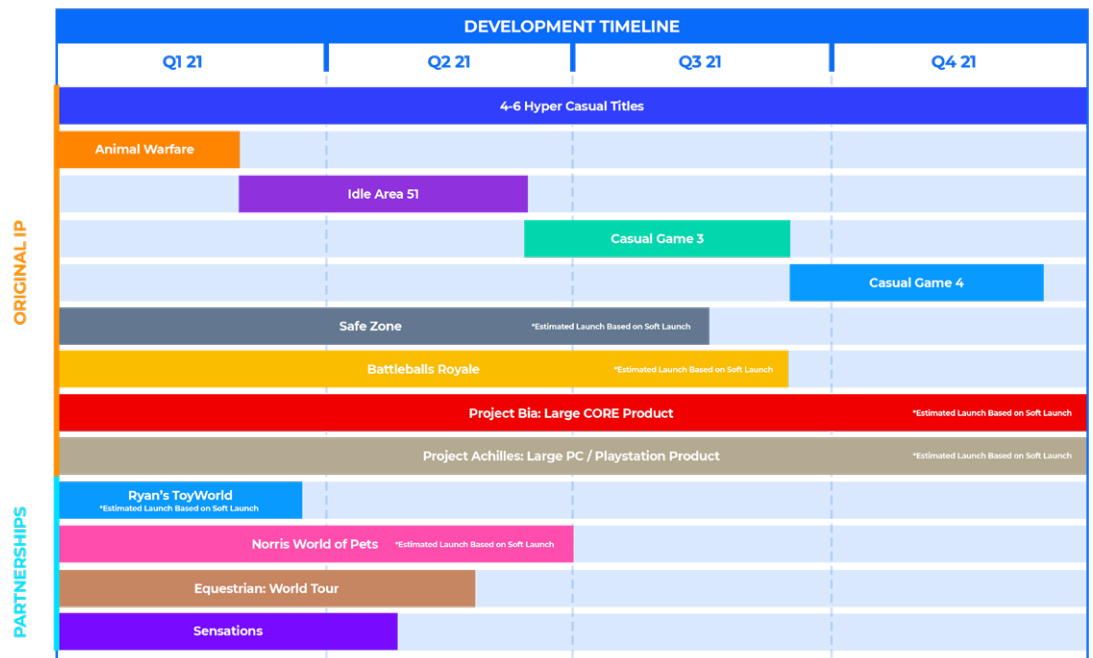 DEVELOPMENT TIMELINE
Q1 21
Q2 21
Q3 21
Q4 21
ORIGINAL IP
4-6 Hyper Casual Titles
Animal Warfare
Idle Area 51
Casual Game 3
Casual Game 4
Safe Zone
*Estimated Launch Based on Soft Launch
Battleballs Royale
*Estimated Launch Based on Soft Launch
Project Bia: Large CORE Product
*Estimated Launch Based on Soft Launch
Project Achilles: Large PC / Playstation Product
*Estimated Launch Based on Soft Launch
PARTNERSHIPS
Ryan's ToyWorld
*Estimated Launch Based on Soft Launch
Norris World of Pets
*Estimated Launch Based on Soft Launch
Equestrian: World Tour
Sensations